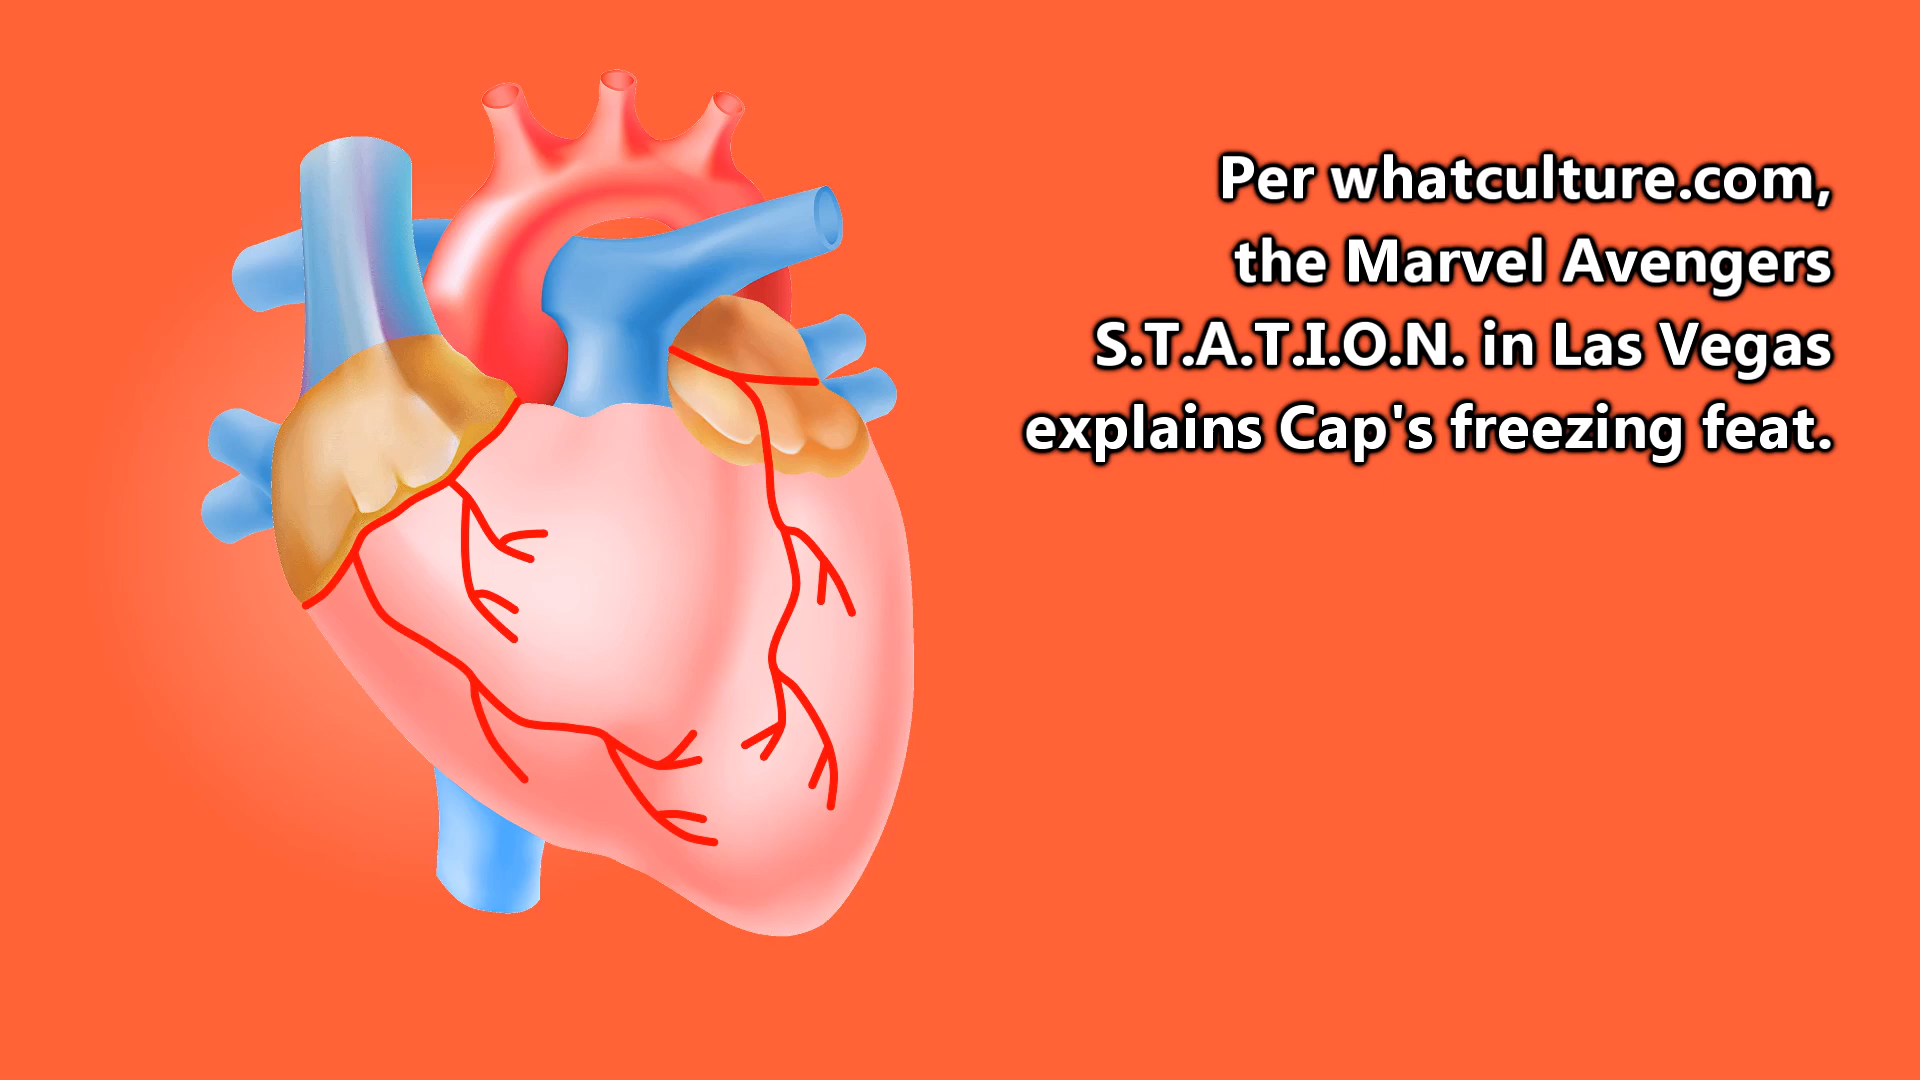 Per whatculture.com,
the Marvel Avengers
S.T.A.T.I.O.N. in Las Vegas
explains Cap's freezing feat.